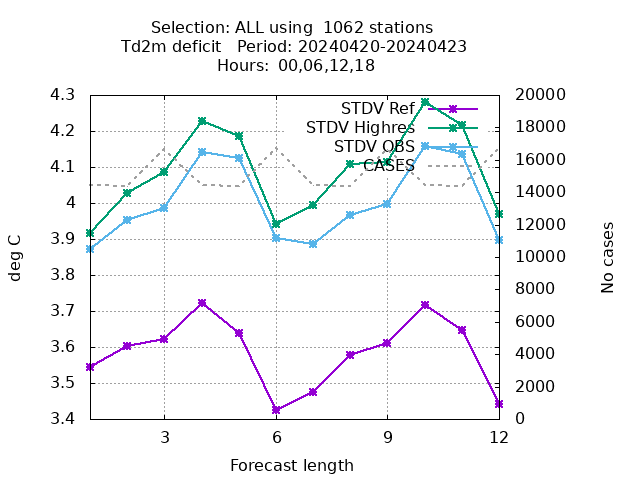 Selection: ALL using  1062 stations
Td2m deficit   Period: 20240420-20240423
Hours:  00,06,12,18
STDV Ref
STDV Highres
STDV OBS
CASES
4.3
4.2
4.1
4
3.9
3.8
3.7
3.6
3.5
3.4
deg C
20000
18000
16000
14000
12000
10000
8000
6000
4000
2000
0
No cases
3 6 9 12
Forecast length